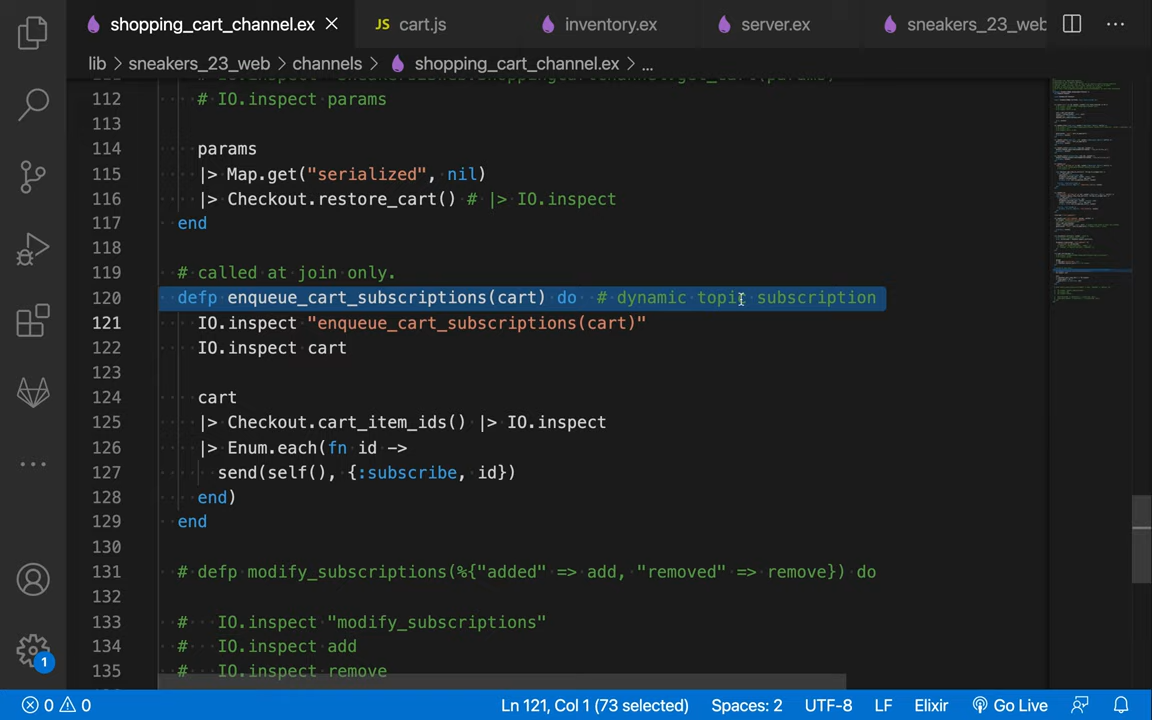 shopping_cart_channel.ex
JS cart.js
inventory.ex
server.ex
sneakers_23_web
lib > sneakers_23_web > channels > shopping_cart_channel.ex > ...
112 # IO.inspect params
113
114 params
115 |> Map.get("serialized", nil)
116 |> Checkout.restore_cart() # |> IO.inspect
117 end
118
119 # called at join only.
120 defp enqueue_cart_subscriptions(cart) do # dynamic topic subscription
121 IO.inspect "enqueue_cart_subscriptions(cart)"
122 IO.inspect cart
123
124 cart
125 |> Checkout.cart_item_ids() |> IO.inspect
126 |> Enum.each(fn id ->
127 send(self(), {:subscribe, id})
128 end)
129 end
130
131 # defp modify_subscriptions(%{"added" => add, "removed" => remove}) do
132
133 # IO.inspect "modify_subscriptions"
134 # IO.inspect add
135 # IO.inspect remove
1
0 0
Ln 121, Col 1 (73 selected)
Spaces: 2
UTF-8
LF
Elixir
Go Live